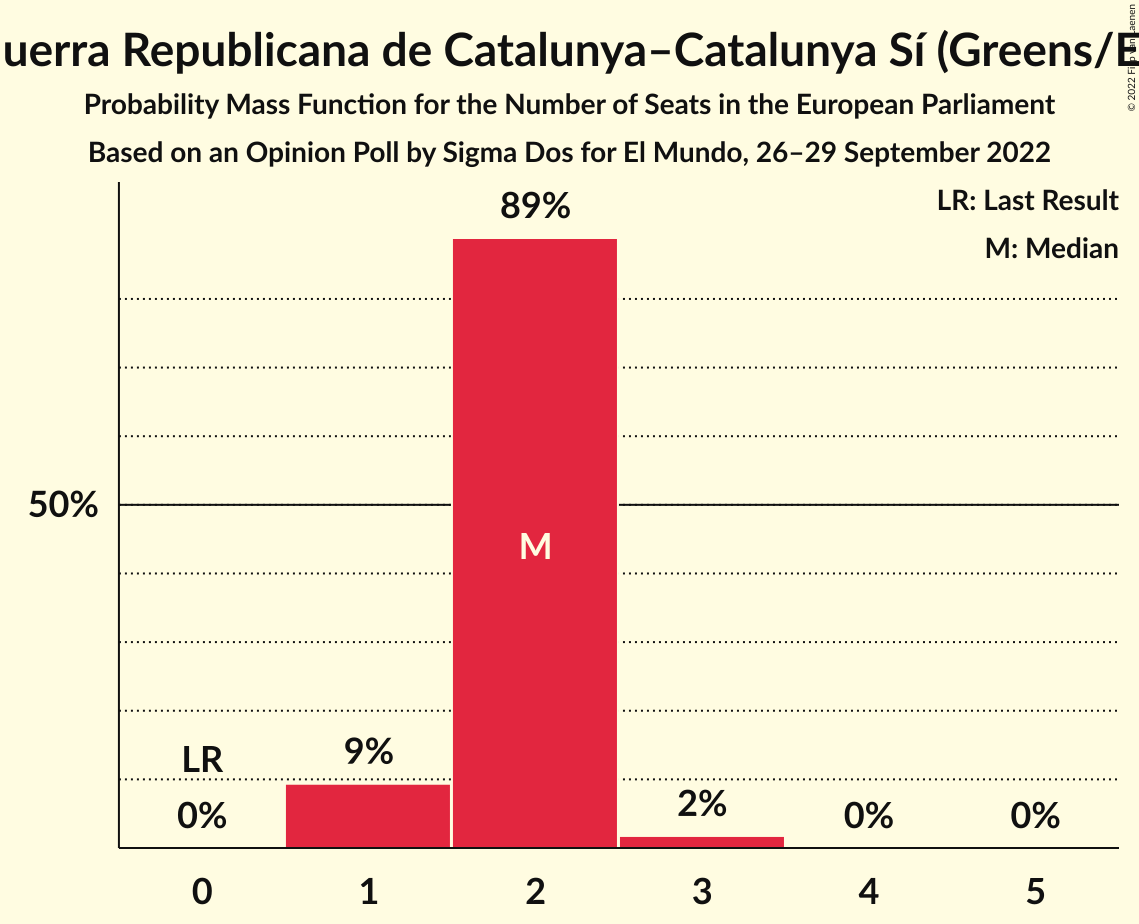 uerra Republicana de Catalunya–Catalunya Sí (Greens/E
Probability Mass Function for the Number of Seats in the European Parliament
Based on an Opinion Poll by Sigma Dos for El Mundo, 26–29 September 2022
LR: Last Result
M: Median
89%
50%
M
LR
0%
9%
2%
0%
0%
0 1 2 3 4 5
© 2022